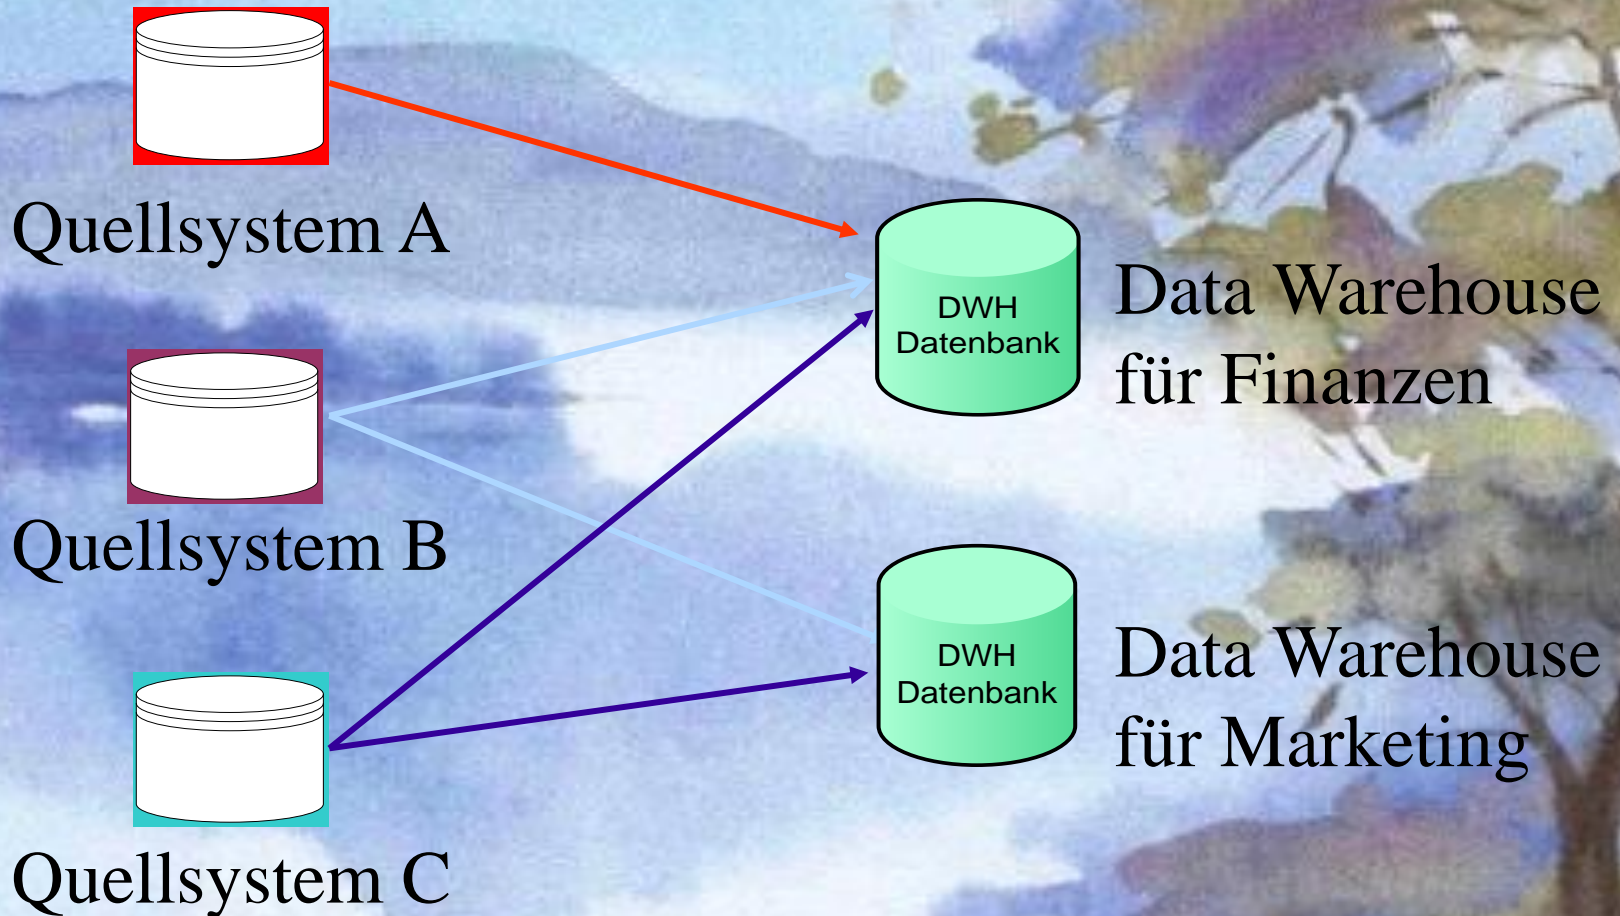 Quellsystem A
DWH
Datenbank
Data Warehouse
für Finanzen
Quellsystem B
DWH
Datenbank
Data Warehouse
für Marketing
Quellsystem C